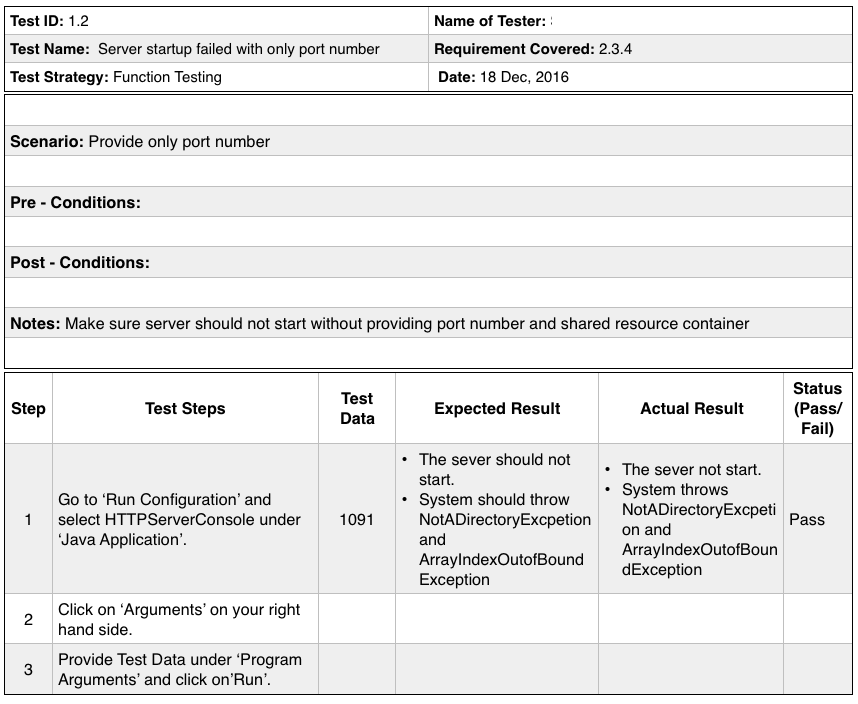 Test ID: 1.2
Name of Tester:
Test Name: Server startup failed with only port number
Requirement Covered: 2.3.4
Test Strategy: Function Testing
Date: 18 Dec, 2016
Scenario: Provide only port number
Pre - Conditions:
Post - Conditions:
Notes: Make sure server should not start without providing port number and shared resource container
Step
Test Steps
Test
Data
Expected Result
Actual Result
Status
(Pass/
Fail)
1
Go to ‘Run Configuration’ and
select HTTPServerConsole under
‘Java Application’.
1091
• The sever should not
start.
• System should throw
NotADirectoryExcpetion
and
ArrayIndexOutofBound
Exception
• The sever not start.
• System throws
NotADirectoryExcpeti
on and
ArrayIndexOutofBoun
dException
Pass
2
Click on ‘Arguments’ on your right
hand side.
3
Provide Test Data under ‘Program
Arguments’ and click on’Run’.